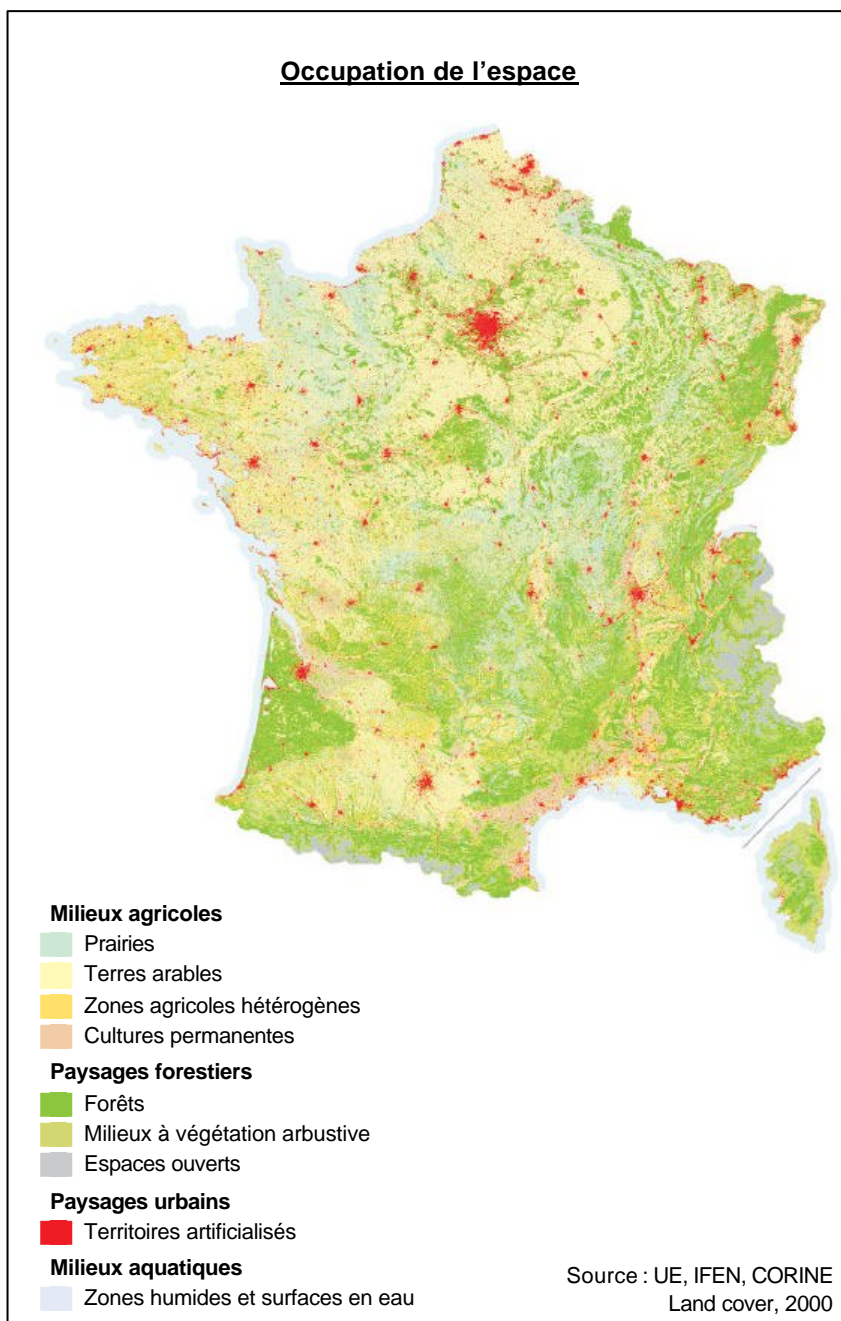 Occupation de l'espace
Milieux agricoles
Prairies
Terres arables
Zones agricoles hétérogènes
Cultures permanentes
Paysages forestiers
Forêts
Milieux à végétation arbustive
Espaces ouverts
Paysages urbains
Territoires artificialisés
Milieux aquatiques
Zones humides et surfaces en eau
Source : UE, IFEN, CORINE
Land cover, 2000